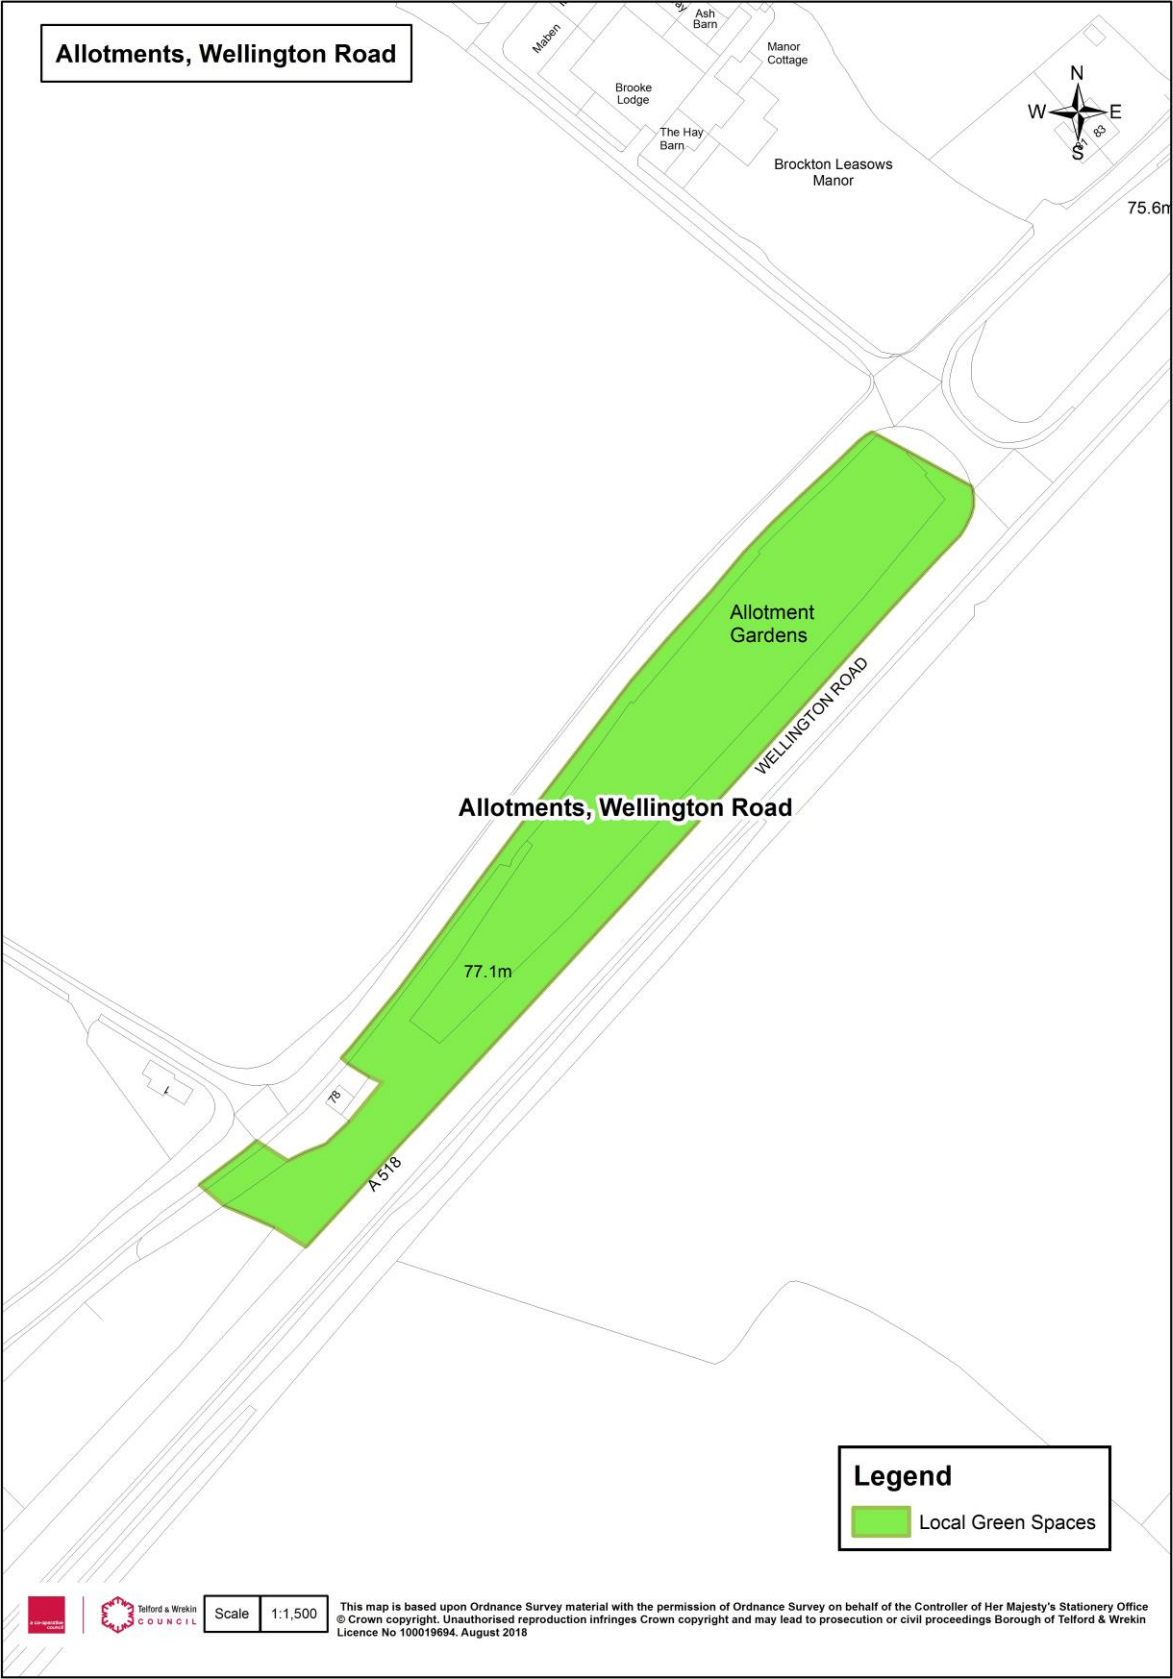 Allotments, Wellington Road
Maben
Ash
Barn
Manor
Cottage
Brooke
Lodge
The Hay
Barn
Brockton Leasows
Manor
N
W E
S
83
75.6m
Allotment
Gardens
WELLINGTON ROAD
Allotments, Wellington Road
77.1m
1
78
A 518
Legend
Local Green Spaces
a co-operative
council
Telford & Wrekin
COUNCIL
Scale 1:1,500
This map is based upon Ordnance Survey material with the permission of Ordnance Survey on behalf of the Controller of Her Majesty's Stationery Office
© Crown copyright. Unauthorised reproduction infringes Crown copyright and may lead to prosecution or civil proceedings Borough of Telford & Wrekin
Licence No 100019694. August 2018